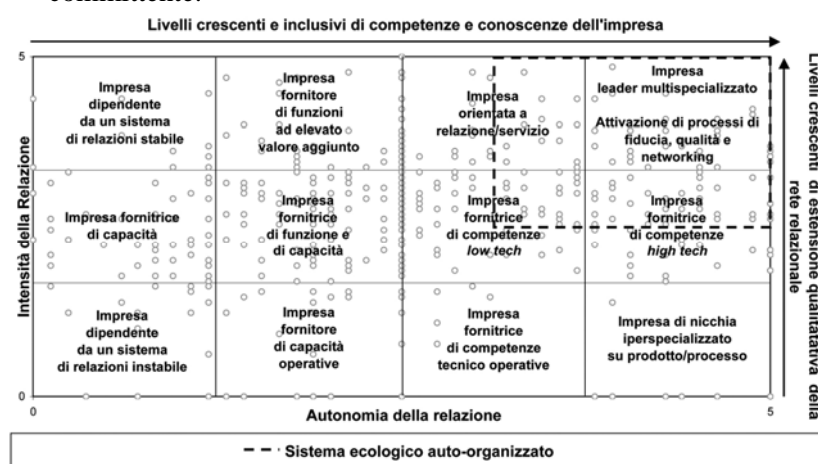 committente.
Livelli crescenti e inclusivi di competenze e conoscenze dell'impresa
5
Impresa
dipendente
da un sistema
di relazioni stabile
Impresa
fornitore
di funzioni
ad elevato
valore aggiunto
Impresa
orientata a
relazione/servizio
Impresa
leader multispecializzato
Attivazione di processi di
fiducia, qualità e
networking
Impresa fornitrice
di capacità
Impresa
fornitrice
di funzione e
di capacità
Impresa
fornitrice
di competenze
low tech
Impresa
fornitrice
di competenze
high tech
Impresa
dipendente
da un sistema
di relazioni instabile
Impresa
fornitore
di capacità
operative
Impresa
fornitrice
di competenze
tecnico operative
Impresa di nicchia
iperspecializzato
su prodotto/processo
Intensità della Relazione
Livelli crescenti di estensione qualitatativa della
rete relazionale
0
0
Autonomia della relazione
5
Sistema ecologico auto-organizzato